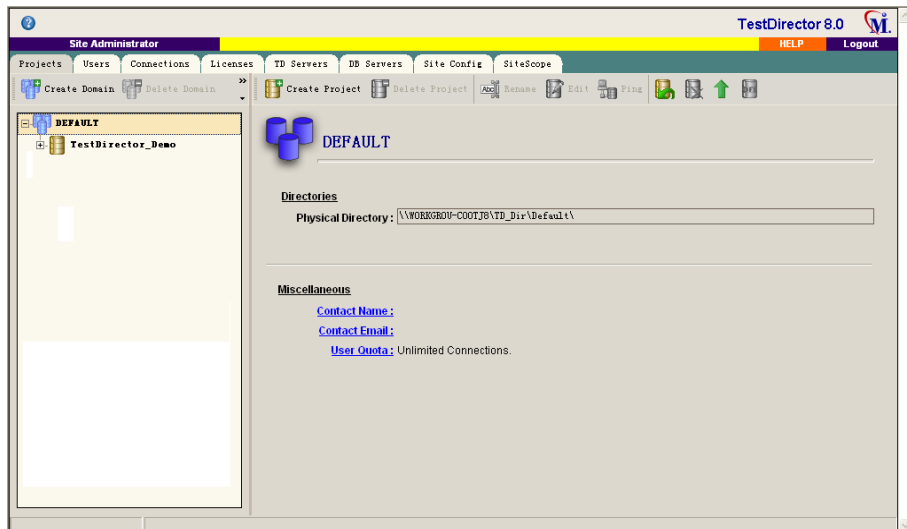 ?
TestDirector 8.0
Site Administrator
HELP
Logout
Projects
Users
Connections
Licenses
TD Servers
DB Servers
Site Config
SiteScope
Create Domain
Delete Domain
»
Create Project
Delete Project
Abc
Rename
Edit
Ping
DEFAULT
TestDirector_Demo
DEFAULT
Directories
Physical Directory : \\WORKGROU-COOTJ8\TD_Dir\Default\
Miscellaneous
Contact Name :
Contact Email :
User Quota : Unlimited Connections.